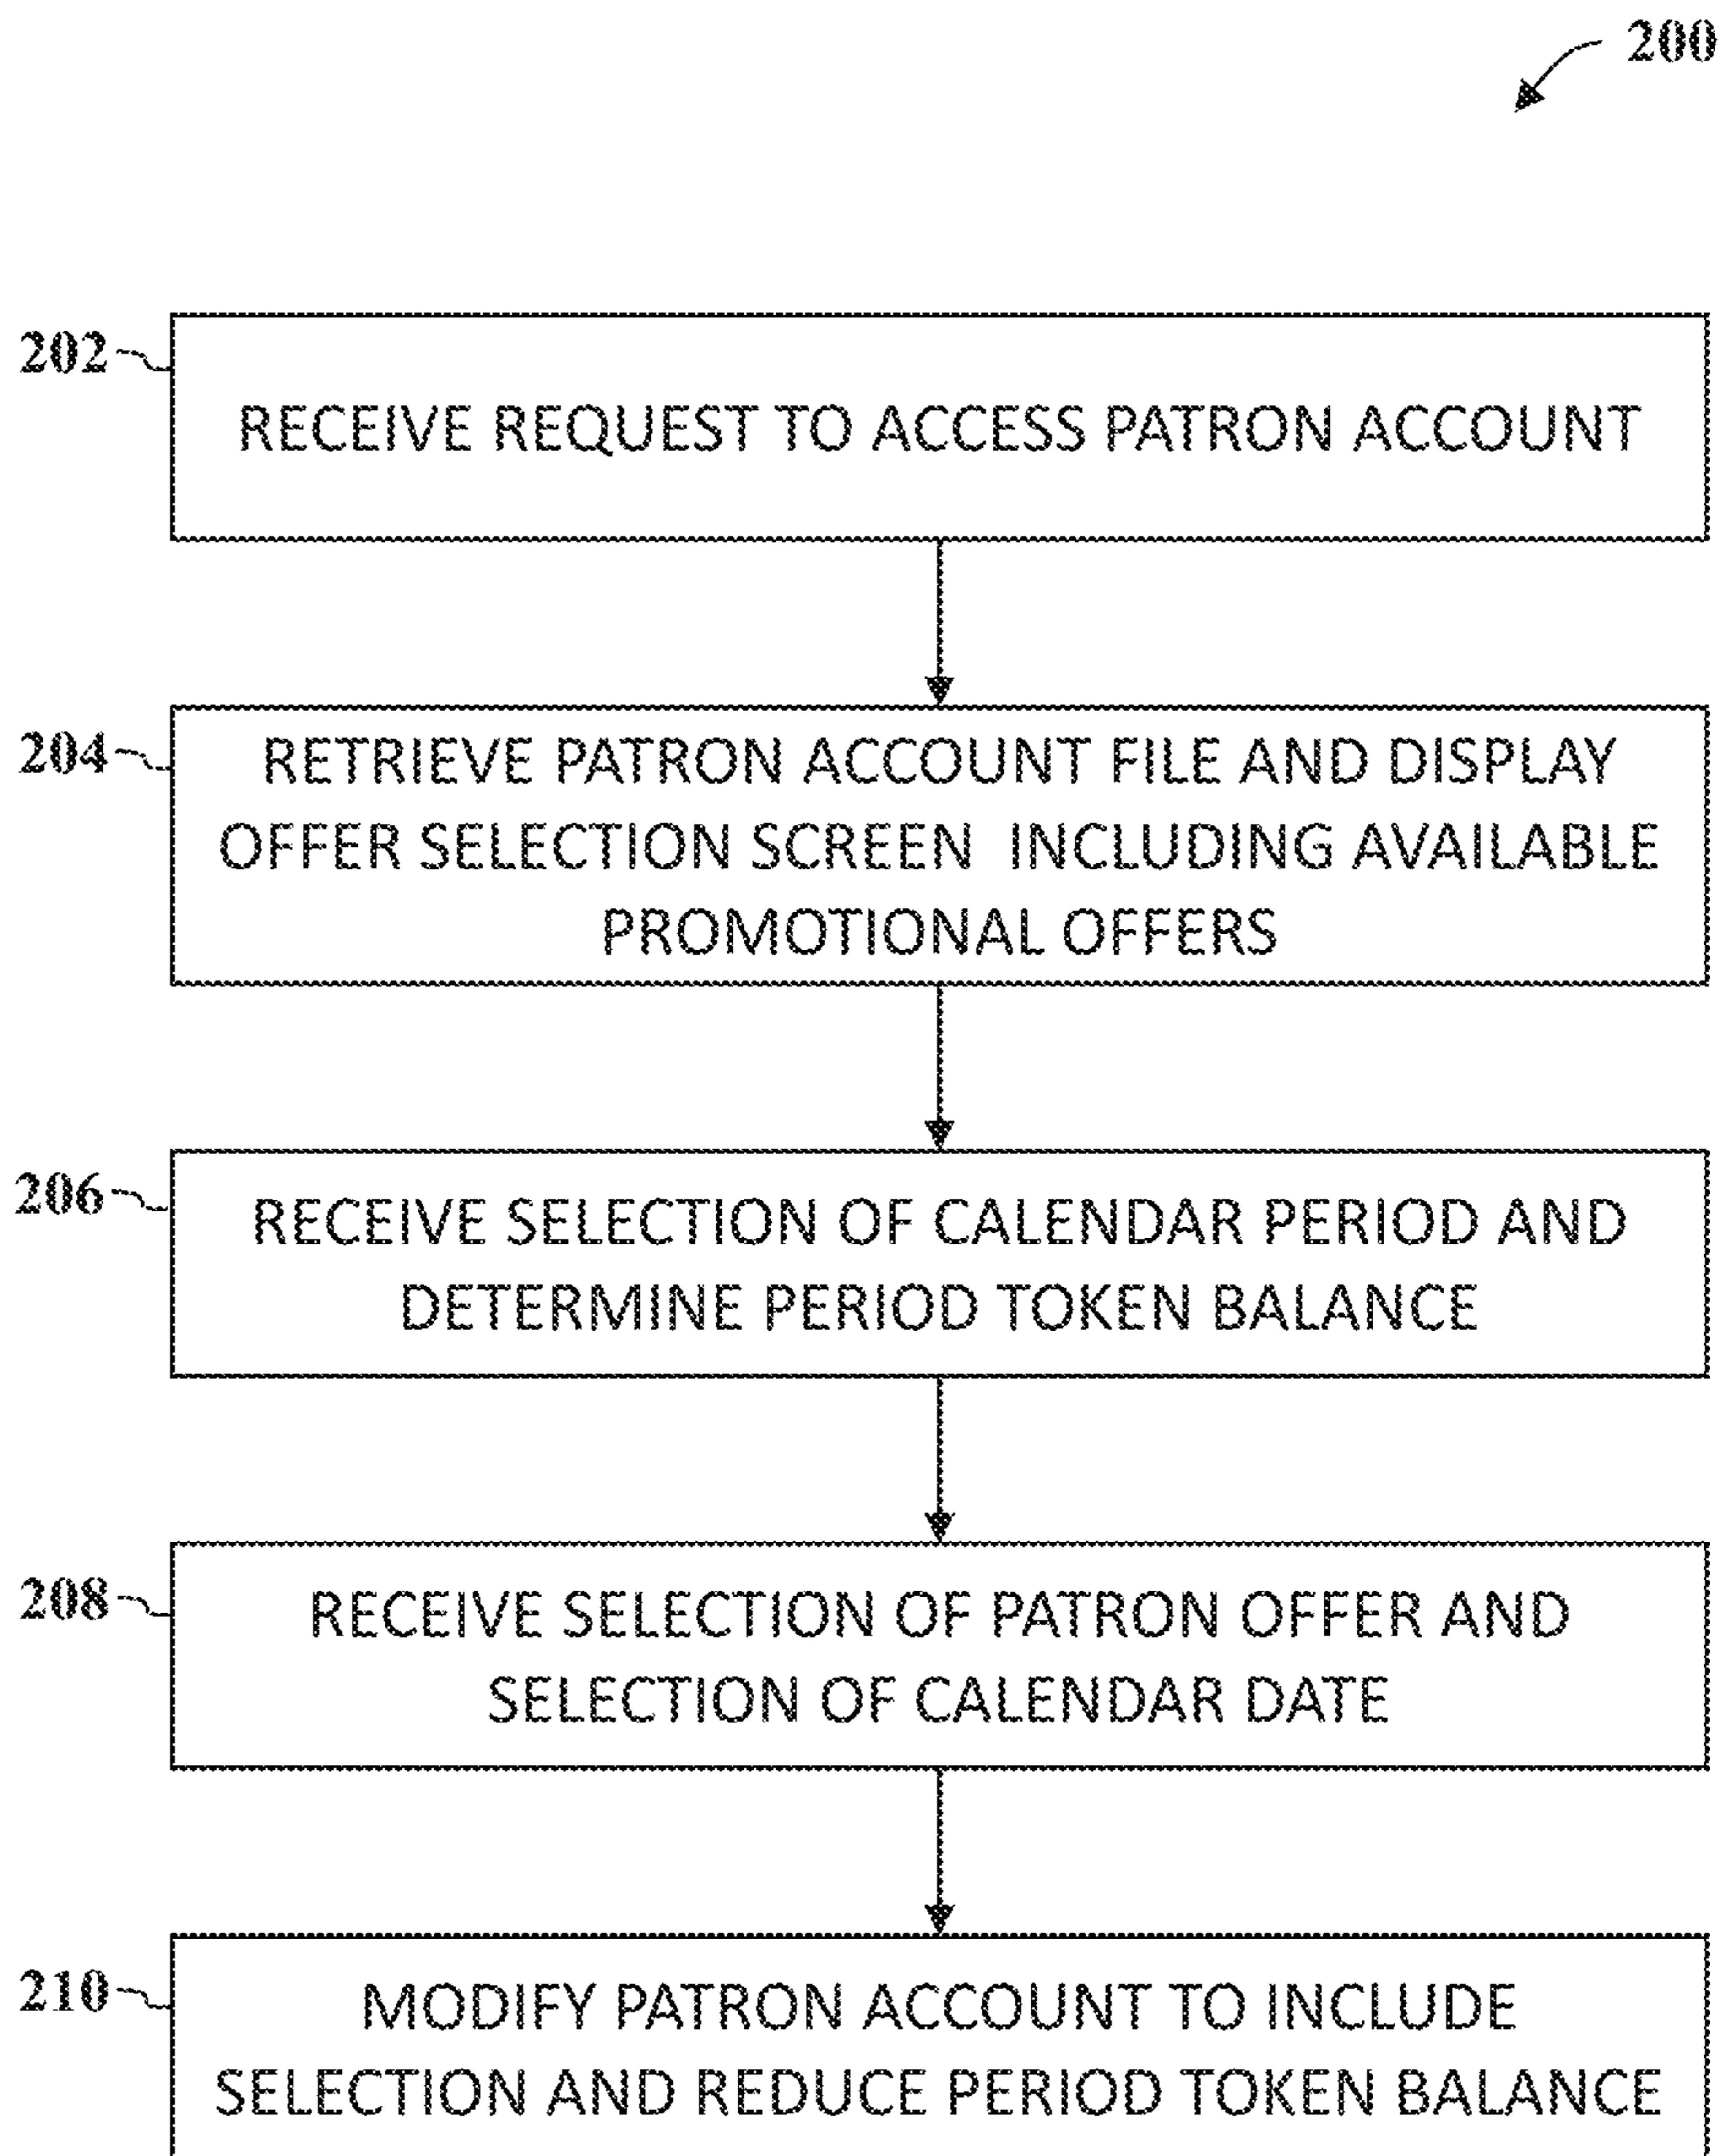 200
202
RECEIVE REQUEST TO ACCESS PATRON ACCOUNT
204
RETRIEVE PATRON ACCOUNT FILE AND DISPLAY
OFFER SELECTION SCREEN INCLUDING AVAILABLE
PROMOTIONAL OFFERS
206
RECEIVE SELECTION OF CALENDAR PERIOD AND
DETERMINE PERIOD TOKEN BALANCE
208
RECEIVE SELECTION OF PATRON OFFER AND
SELECTION OF CALENDAR DATE
210
MODIFY PATRON ACCOUNT TO INCLUDE
SELECTION AND REDUCE PERIOD TOKEN BALANCE